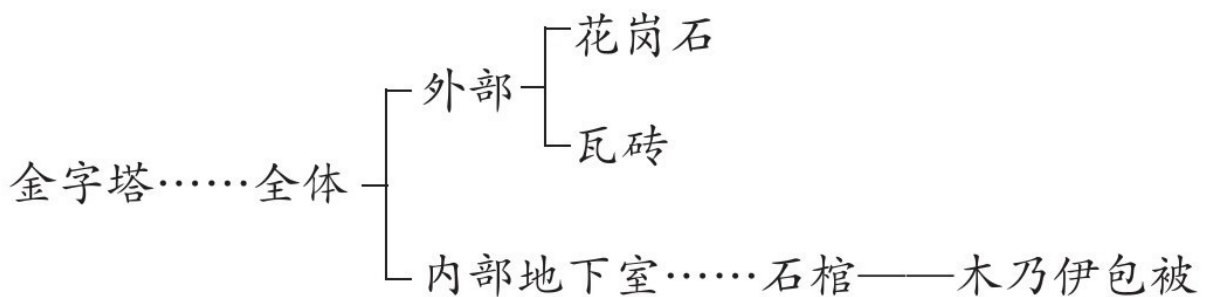 花岗石
外部
瓦砖
金字塔……全体
内部地下室……石棺——木乃伊包被